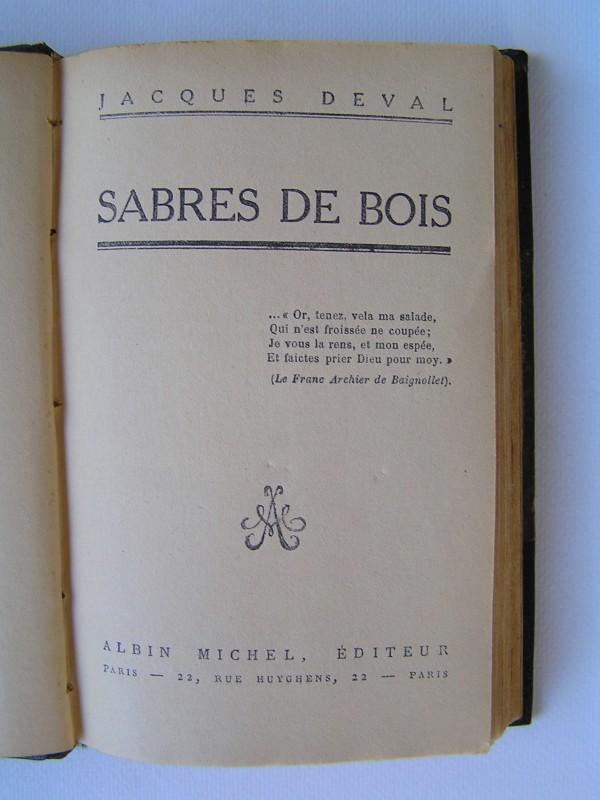 JACQUES DEVAL
SABRES DE BOIS
...« Or, tenez, vela ma salade,
Qui n'est froissée ne coupée;
Je vous la rens, et mon espée,
Et faictes prier Dieu pour moy. »
(Le Franc Archier de Baignollet).
ALBIN MICHEL, ÉDITEUR
PARIS — 22, RUE HUYGHENS, 22 — PARIS